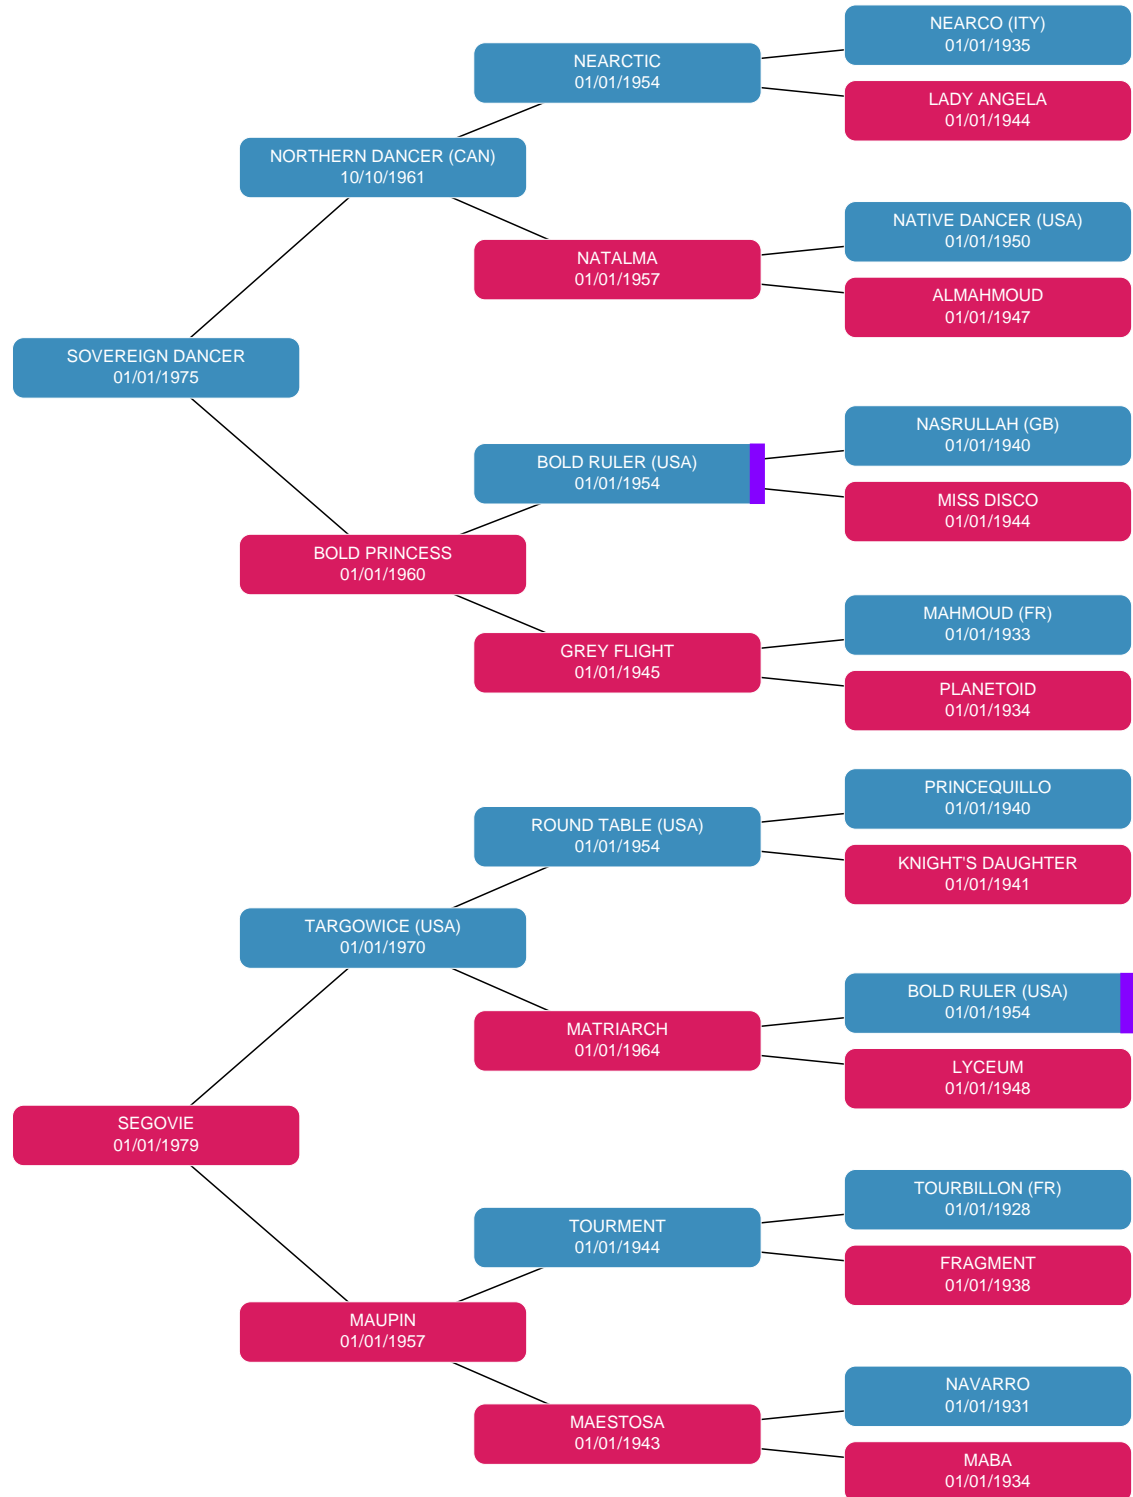 NEARCO (ITY)
01/01/1935
NEARCTIC
01/01/1954
LADY ANGELA
01/01/1944
NORTHERN DANCER (CAN)
10/10/1961
NATIVE DANCER (USA)
01/01/1950
NATALMA
01/01/1957
ALMAHMOUD
01/01/1947
SOVEREIGN DANCER
01/01/1975
NASRULLAH (GB)
01/01/1940
BOLD RULER (USA)
01/01/1954
MISS DISCO
01/01/1944
BOLD PRINCESS
01/01/1960
MAHMOUD (FR)
01/01/1933
GREY FLIGHT
01/01/1945
PLANETOID
01/01/1934
PRINCEQUILLO
01/01/1940
ROUND TABLE (USA)
01/01/1954
KNIGHT'S DAUGHTER
01/01/1941
TARGOWICE (USA)
01/01/1970
BOLD RULER (USA)
01/01/1954
MATRIARCH
01/01/1964
LYCEUM
01/01/1948
SEGOVIE
01/01/1979
TOURBILLON (FR)
01/01/1928
TOURMENT
01/01/1944
FRAGMENT
01/01/1938
MAUPIN
01/01/1957
NAVARRO
01/01/1931
MAESTOSA
01/01/1943
MABA
01/01/1934